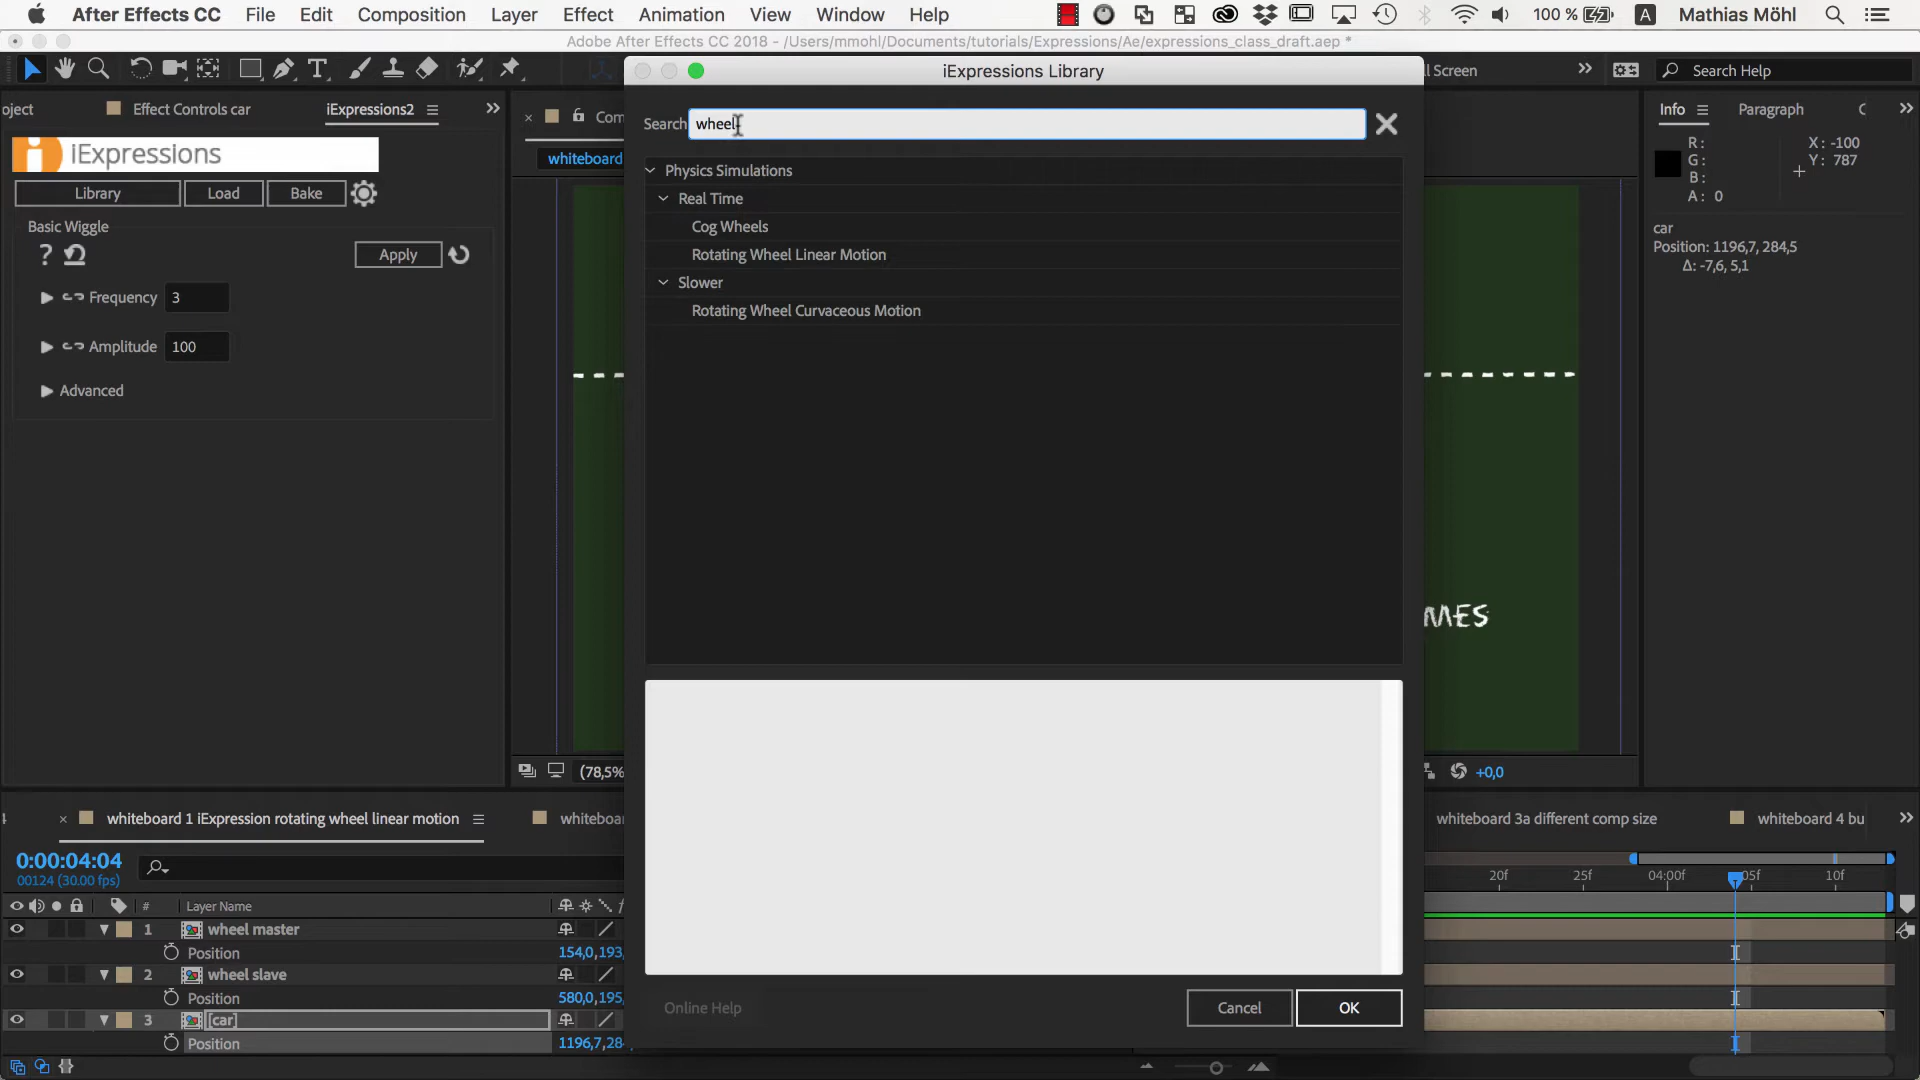 After Effects CC File Edit Composition Layer Effect Animation View Window Help 100 % A Mathias Möhl
Adobe After Effects CC 2018 - /Users/mmohl/Documents/tutorials/Expressions/Ae/expressions_class_draft.aep *
iExpressions Library
Screen
Search Help
oject Effect Controls car iExpressions2
Com
Search wheel
Info Paragraph C
iExpressions
whiteboard
Physics Simulations
R: X: -100
G: Y: 787
B:
A: 0
Library Load Bake
Real Time
Basic Wiggle
Cog Wheels
car
? Apply
Rotating Wheel Linear Motion
Position: 1196,7, 284,5
Δ: -7,6, 5,1
Slower
Frequency 3
Rotating Wheel Curvaceous Motion
Amplitude 100
Advanced
MES
(78,5%
+0,0
4 whiteboard 1 iExpression rotating wheel linear motion whiteboa whiteboard 3a different comp size whiteboard 4 bu
0:00:04:04
00124 (30.00 fps)
20f 25f 04:00f 05f 10f
# Layer Name
1 wheel master
Position 154,0,193,
2 wheel slave
Position 580,0,195,
3 [car]
Position 1196,7,284
Online Help Cancel OK